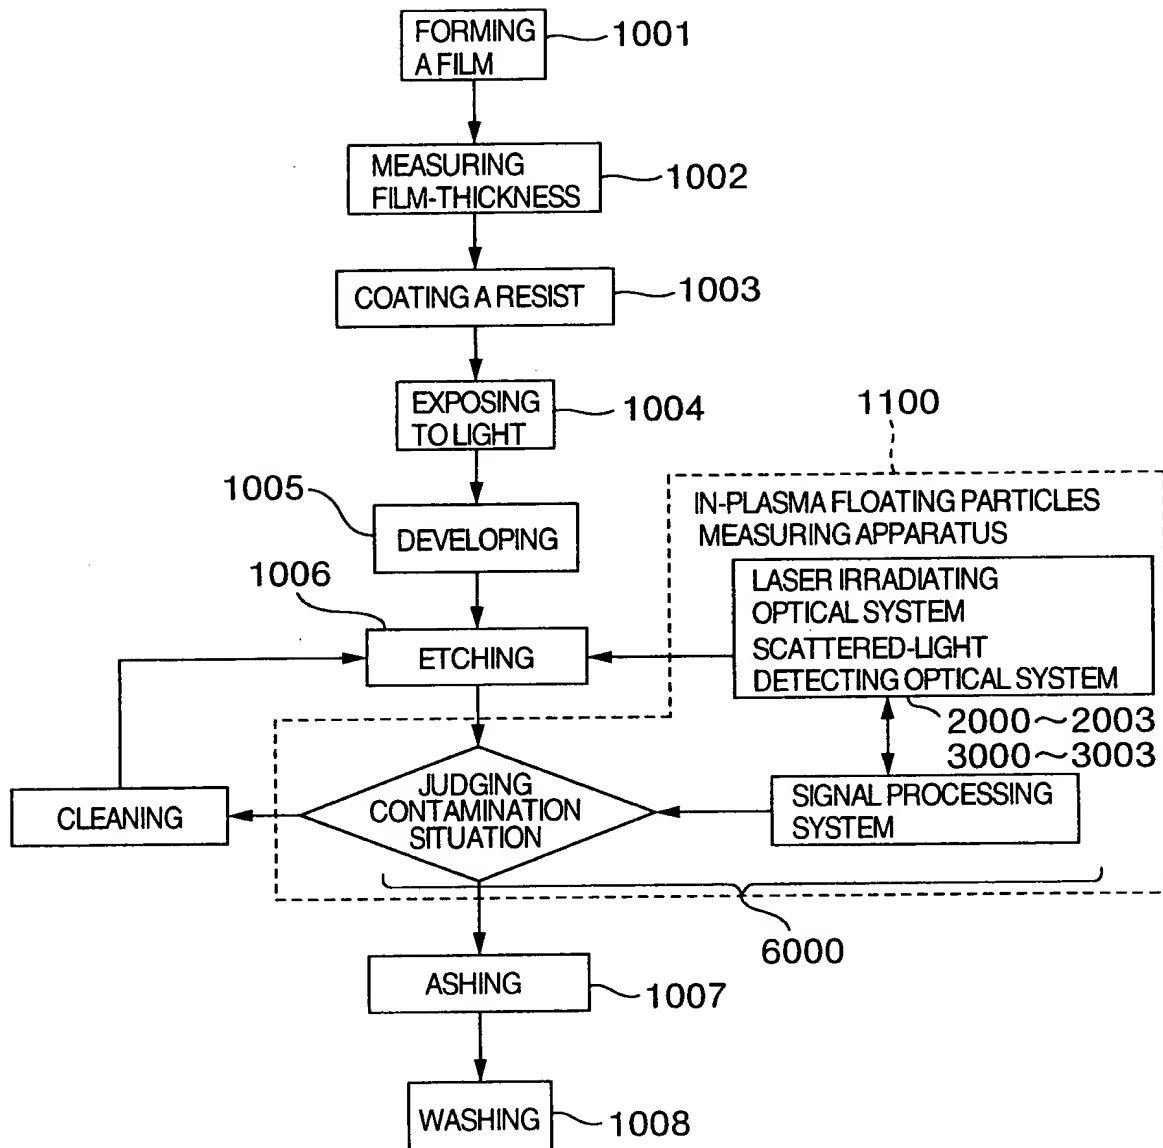 FORMING
A FILM
1001
MEASURING
FILM-THICKNESS
1002
COATING A RESIST
1003
EXPOSING
TO LIGHT
1004
1100
1005
DEVELOPING
IN-PLASMA FLOATING PARTICLES
MEASURING APPARATUS
1006
ETCHING
LASER IRRADIATING
OPTICAL SYSTEM
SCATTERED-LIGHT
DETECTING OPTICAL SYSTEM
2000～2003
3000～3003
CLEANING
JUDGING
CONTAMINATION
SITUATION
SIGNAL PROCESSING
SYSTEM
6000
ASHING
1007
WASHING
1008